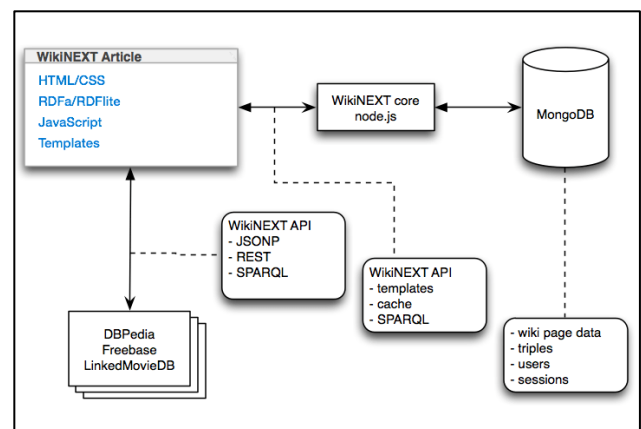 WikiNEXT Article
HTML/CSS
RDFa/RDFlite
JavaScript
Templates
WikiNEXT core
node.js
MongoDB
WikiNEXT API
- JSONP
- REST
- SPARQL
WikiNEXT API
- templates
- cache
- SPARQL
DBPedia
Freebase
LinkedMovieDB
- wiki page data
- triples
- users
- sessions